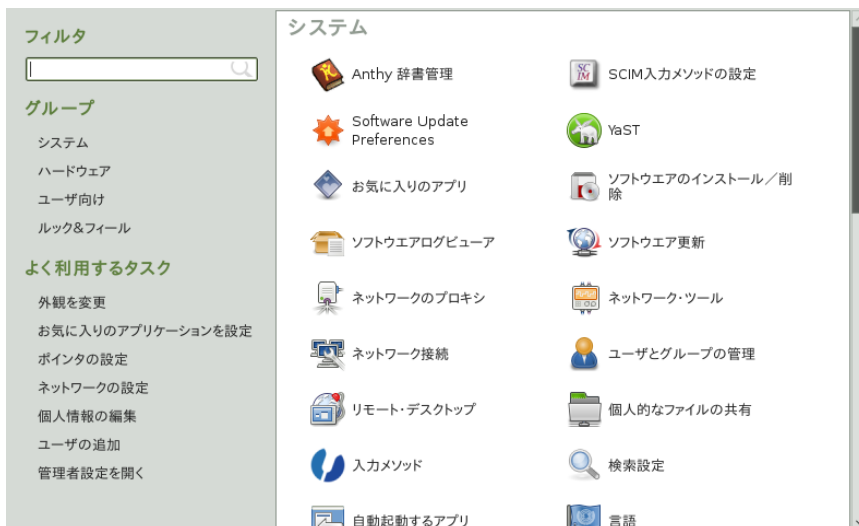 フィルタ
グループ
システム
ハードウェア
ユーザ向け
ルック&フィール
よく利用するタスク
外観を変更
お気に入りのアプリケーションを設定
ポインタの設定
ネットワークの設定
個人情報の編集
ユーザの追加
管理者設定を開く
システム
Anthy 辞書管理
SCIM入力メソッドの設定
Software Update
Preferences
YaST
お気に入りのアプリ
ソフトウエアのインストール／削
除
ソフトウエアログビューア
ソフトウエア更新
ネットワークのプロキシ
ネットワーク・ツール
ネットワーク接続
ユーザとグループの管理
リモート・デスクトップ
個人的なファイルの共有
入力メソッド
検索設定
自動起動するアプリ
言語